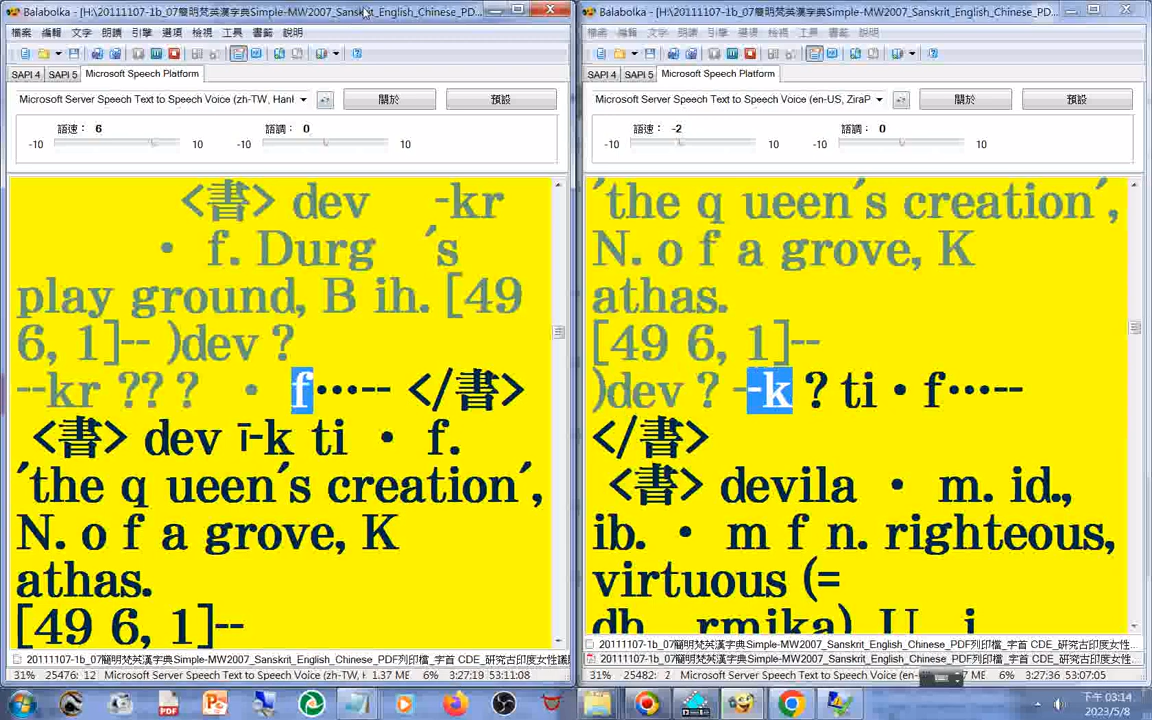 Balabolka - [H:\20111107-1b_07簡明梵英漢字典Simple-MW2007_Sanskrit_English_Chinese_PD...
檔案 編輯 文字 朗讀 引擎 選項 檢視 工具 書籤 說明
SAPI 4 SAPI 5 Microsoft Speech Platform
Microsoft Server Speech Text to Speech Voice (zh-TW, HanI 關於 預設
語速： 6 語調： 0
-10 10 -10 10
<書> dev -kr
• f. Durg ´s
play ground, B ih. [49
6, 1]-- )dev ?
--kr ??? • f…-- </書>
<書> dev ī-k ti • f.
´the q ueen´s creation´,
N. o f a grove, K
athas.
[49 6, 1]--
20111107-1b_07簡明梵英漢字典Simple-MW2007_Sanskrit_English_Chinese_PDF列印檔_字首 CDE_研究古印度女性議
31% 25476: 12 Microsoft Server Speech Text to Speech Voice (zh-TW, H 1.37 ME 6% 3:27:19 53:11:08
Balabolka - [H:\20111107-1b_07簡明梵英漢字典Simple-MW2007_Sanskrit_English_Chinese_PD...
檔案 編輯 文字 朗讀 引擎 選項 檢視 工具 書籤 說明
SAPI 4 SAPI 5 Microsoft Speech Platform
Microsoft Server Speech Text to Speech Voice (en-US, ZiraP 關於 預設
語速： -2 語調： 0
-10 10 -10 10
´the q ueen´s creation´,
N. o f a grove, K
athas.
[49 6, 1]--
)dev ? --k ? ti • f…--
</書>
<書> devila • m. id.,
ib. • m f n. righteous,
virtuous (=
dh rmika) U i
20111107-1b_07簡明梵英漢字典Simple-MW2007_Sanskrit_English_Chinese_PDF列印檔_字首 CDE_研究古印度女性
20111107-1b_07簡明梵英漢字典Simple-MW2007_Sanskrit_English_Chinese_PDF列印檔_字首 CDE_研究古印度女性...
31% 25482: 2 Microsoft Server Speech Text to Speech Voice (en-US, 6% 3:27:36 53:07:05
下午 03:14
2023/5/8